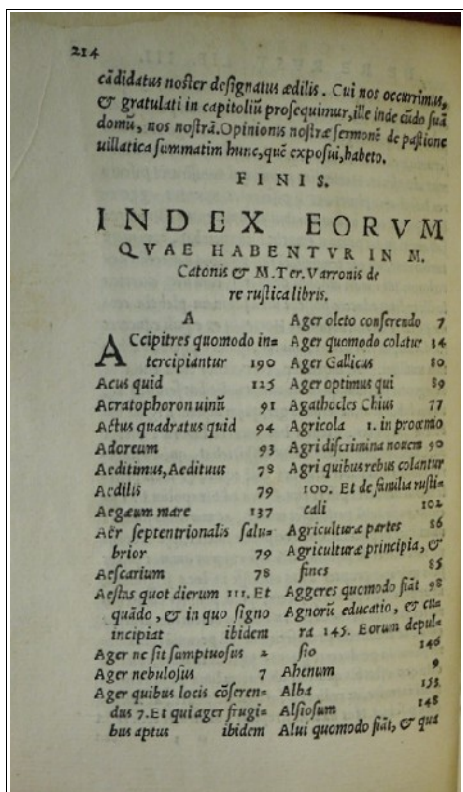 214
cādidatus noster designatus ædilis. Cui nos occurrimus,
& gratulati in capitoliū prosequimur, ille inde eūdo suā
domū, nos nostrā. Opinionis nostræ sermonē de pastione
uillatica summatim hunc, quē exposui, habeto.
FINIS.
INDEX EORVM
QVAE HABENTVR IN M.
Catonis & M. Ter. Varronis de
re rustica libris.
A
ACcipitres quomodo in=
tercipiantur 190
Acus quid 125
Acratophoron uinū 91
Actus quadratus quid 94
Adoreum 93
Aeditimus, Aedituus 78
Aedilis 79
Aegæum mare 137
Aër septentrionalis salu=
brior 79
Aescarium 78
Aestas quot dierum 111. Et
quādo, & in quo signo
incipiat ibidem
Ager ne sit sumptuosus 2
Ager nebulosus 7
Ager quibus locis cōseren=
dus 7. Et qui ager frugi=
bus aptus ibidem
Ager oleto conserendo 7
Ager quomodo colatur 14
Ager Gallicus 80
Ager optimus qui 89
Agathocles Chius 77
Agricola 1. in proœmio
Agri discrimina nouem 90
Agri quibus rebus colantur
100. Et de familia rusti=
cali 102
Agriculturæ partes 86
Agriculturæ principia, &
fines 85
Aggeres quomodo fiāt 98
Agnorū educatio, & cu=
ra 145. Eorum depul=
sio 146
Ahenum 9
Alba 155
Alsiosum 148
Alui quomodo fiāt, & qua